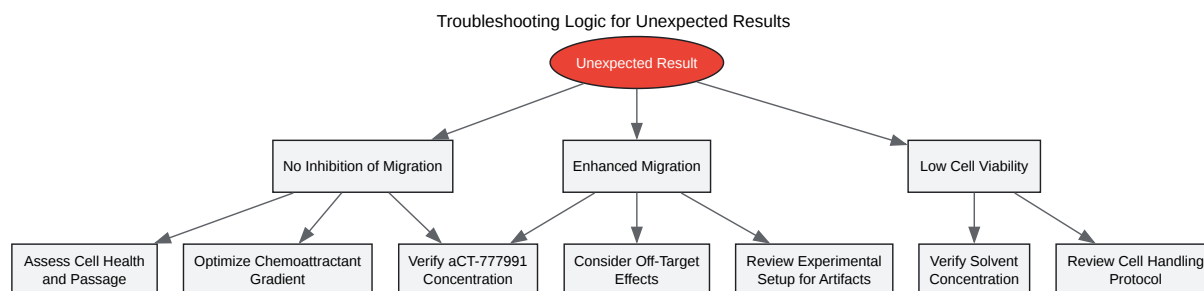 Troubleshooting Logic for Unexpected Results
Unexpected Result
No Inhibition of Migration
Enhanced Migration
Low Cell Viability
Assess Cell Health
and Passage
Optimize Chemoattractant
Gradient
Verify aCT-777991
Concentration
Consider Off-Target
Effects
Review Experimental
Setup for Artifacts
Verify Solvent
Concentration
Review Cell Handling
Protocol